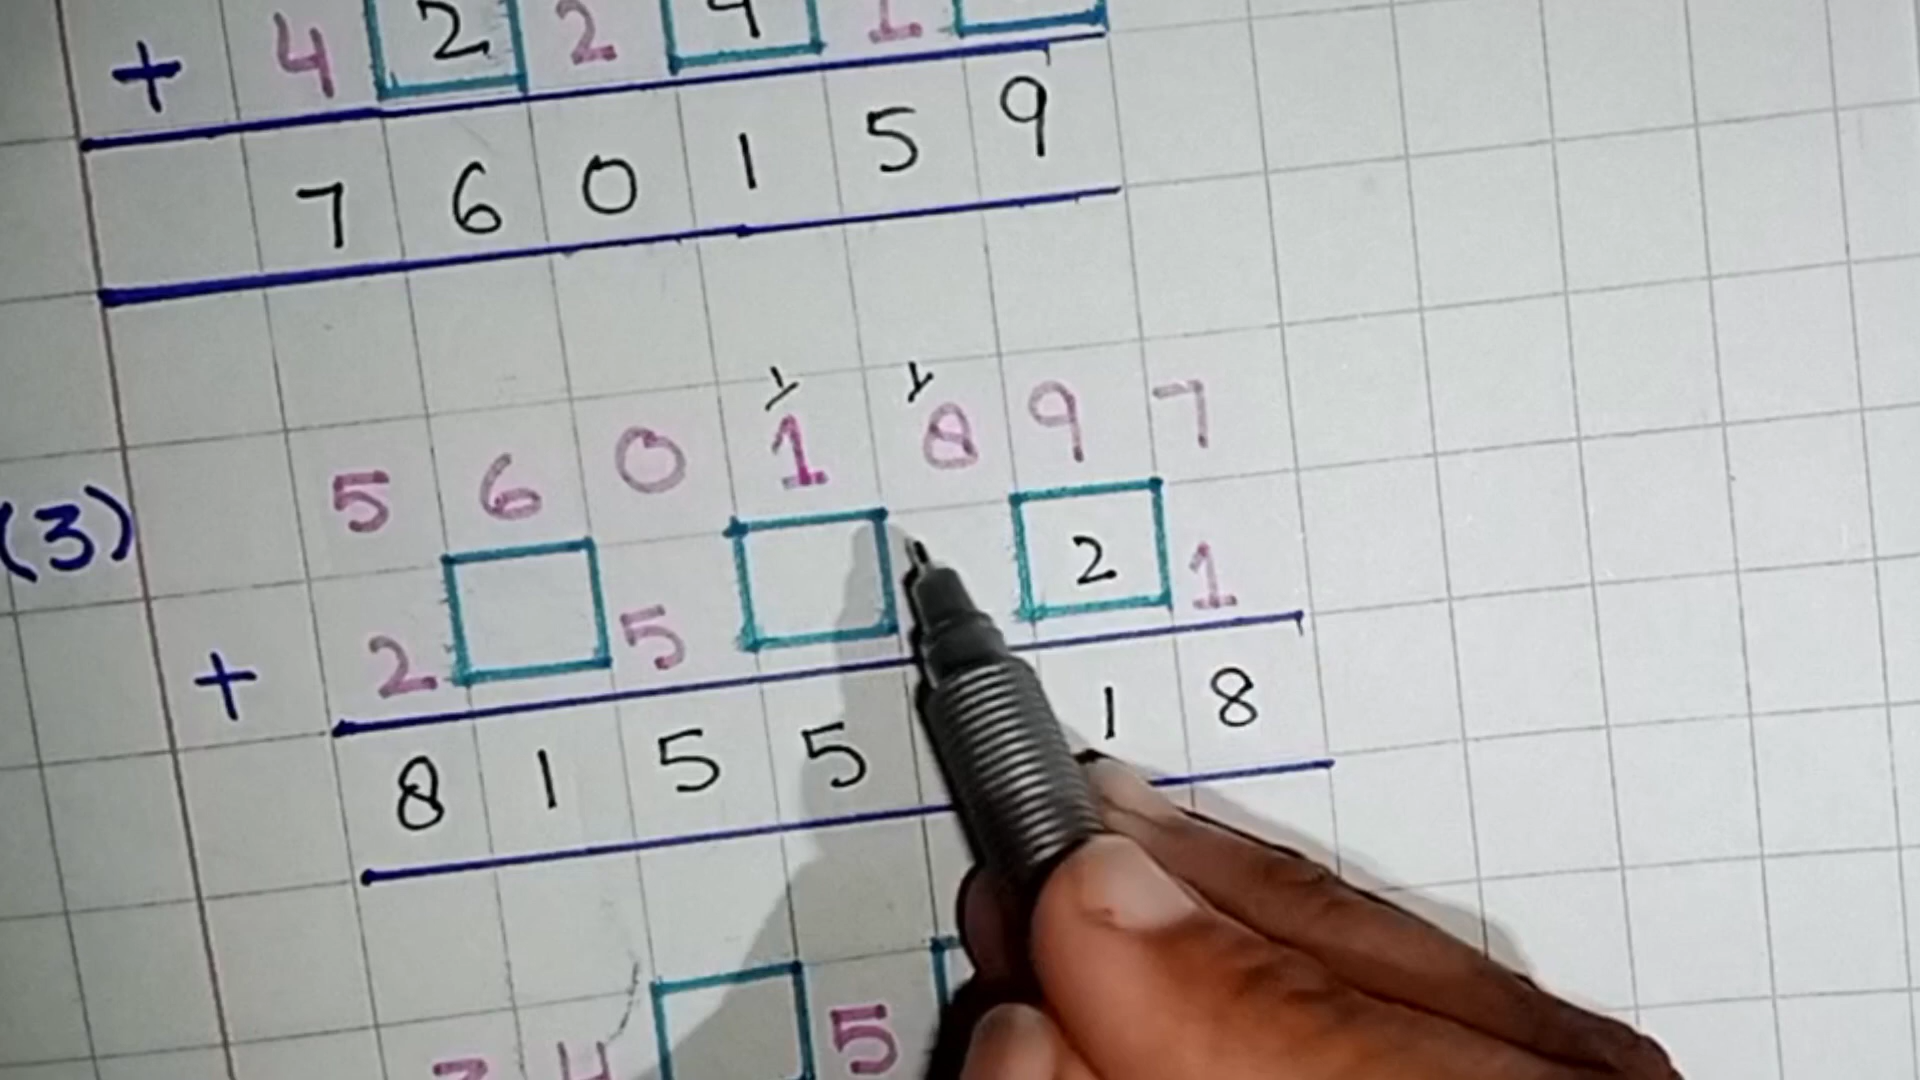 + 4 2 2 9 1
7 6 0 1 5 9
1 1
5 6 0 1 8 9 7
(3)
+ 2 5 2 1
8 1 5 5 1 8
5